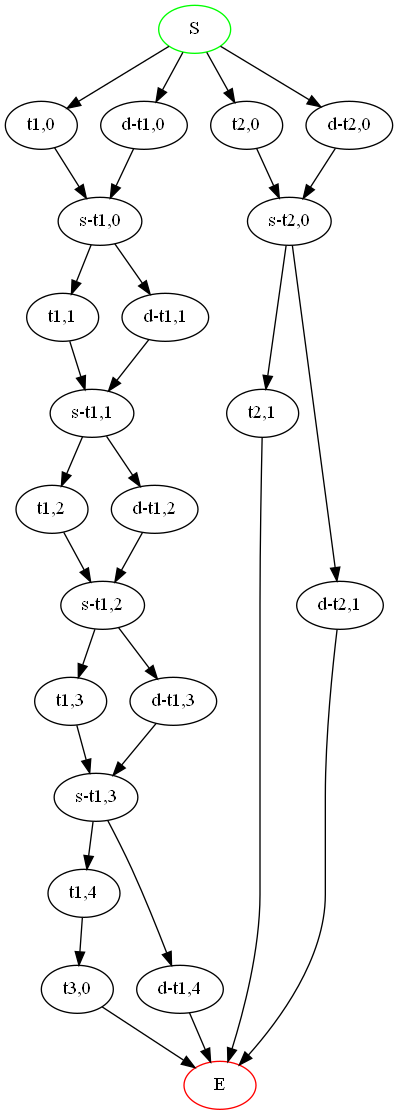 S
t1,0
d-t1,0
t2,0
d-t2,0
s-t1,0
s-t2,0
t1,1
d-t1,1
s-t1,1
t2,1
t1,2
d-t1,2
s-t1,2
d-t2,1
t1,3
d-t1,3
s-t1,3
t1,4
t3,0
d-t1,4
E